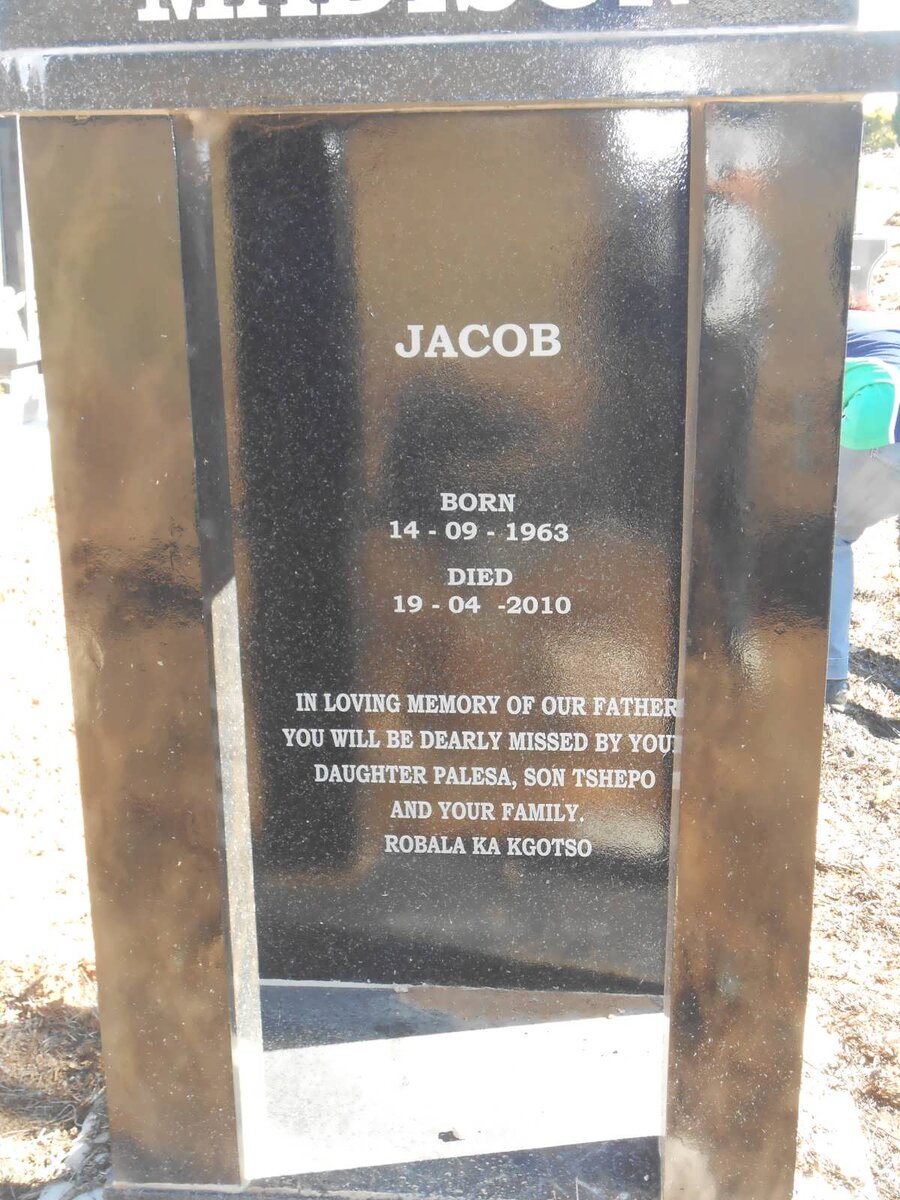 MADISON
JACOB
BORN
14 - 09 - 1963
DIED
19 - 04 -2010
IN LOVING MEMORY OF OUR FATHER
YOU WILL BE DEARLY MISSED BY YOUR
DAUGHTER PALESA, SON TSHEPO
AND YOUR FAMILY.
ROBALA KA KGOTSO